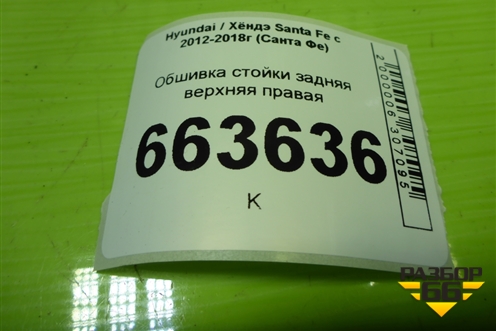 Hyundai / Хёндэ Santa Fe с
2012-2018г (Санта Фе)
Обшивка стойки задняя
верхняя правая
663636
К
2000006307095
РАЗБОР
66